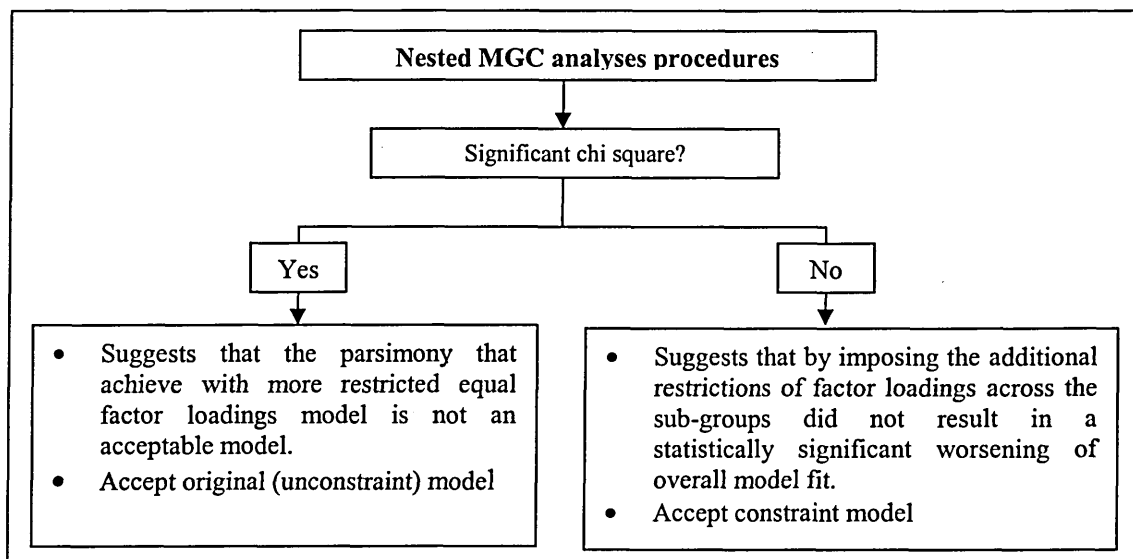 Nested MGC analyses procedures
Significant chi square?
Yes
No
• Suggests that the parsimony that
achieve with more restricted equal
factor loadings model is not an
acceptable model.
• Accept original (unconstraint) model
• Suggests that by imposing the additional
restrictions of factor loadings across the
sub-groups did not result in a
statistically significant worsening of
overall model fit.
• Accept constraint model